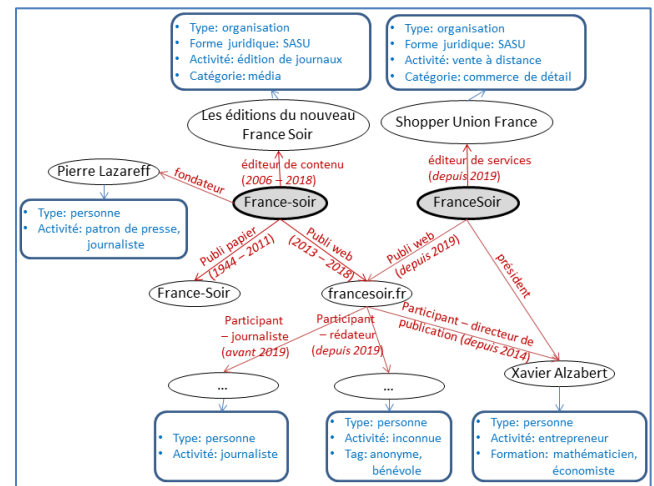 • Type: organisation
• Forme juridique: SASU
• Activité: édition de journaux
• Catégorie: média
• Type: organisation
• Forme juridique: SASU
• Activité: vente à distance
• Catégorie: commerce de détail
Les éditions du nouveau
France Soir
Shopper Union France
éditeur de contenu
(2006 – 2018)
éditeur de services
(depuis 2019)
Pierre Lazareff
fondateur
France-soir
FranceSoir
• Type: personne
• Activité: patron de presse,
journaliste
Publi papier
(1944 – 2011)
Publi web
(2013 – 2018)
Publi web
(depuis 2019)
président
France-Soir
francesoir.fr
Participant
– journaliste
(avant 2019)
Participant
– rédateur
(depuis 2019)
Participant – directeur de
publication (depuis 2014)
...
...
Xavier Alzabert
• Type: personne
• Activité: journaliste
• Type: personne
• Activité: inconnue
• Tag: anonyme,
bénévole
• Type: personne
• Activité: entrepreneur
• Formation: mathématicien,
économiste